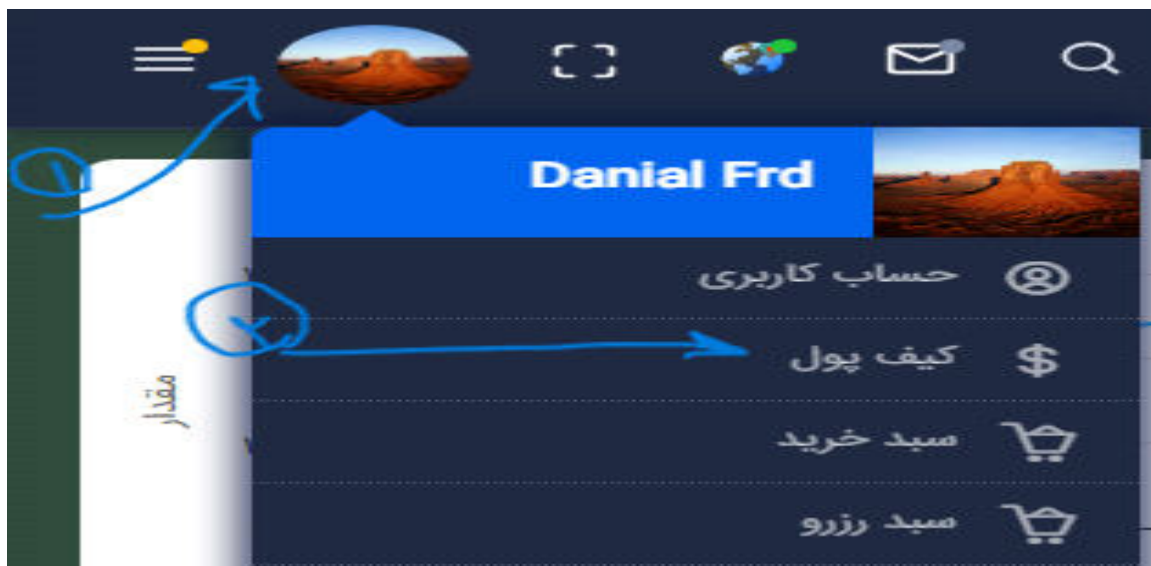 Danial Frd
حساب کاربری
کیف پول
سبد خرید
سبد رزرو
مقدار